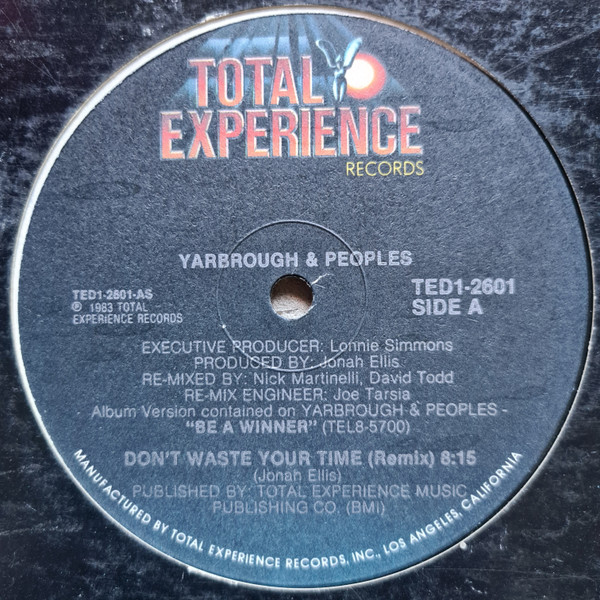 TOTAL
EXPERIENCE
RECORDS
YARBROUGH & PEOPLES
TED1-2601-AS
℗ 1983 TOTAL
EXPERIENCE RECORDS
TED1-2601
SIDE A
EXECUTIVE PRODUCER: Lonnie Simmons
PRODUCED BY: Jonah Ellis
RE-MIXED BY: Nick Martinelli, David Todd
RE-MIX ENGINEER: Joe Tarsia
Album Version contained on YARBROUGH & PEOPLES -
"BE A WINNER" (TEL8-5700)
DON'T WASTE YOUR TIME (Remix) 8:15
(Jonah Ellis)
PUBLISHED BY: TOTAL EXPERIENCE MUSIC
PUBLISHING CO. (BMI)
MANUFACTURED BY TOTAL EXPERIENCE RECORDS, INC., LOS ANGELES, CALIFORNIA